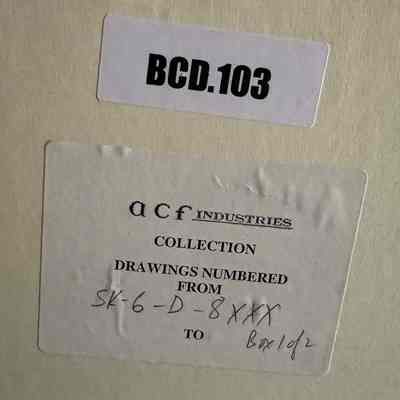 BCD.103
acf INDUSTRIES
COLLECTION
DRAWINGS NUMBERED
FROM
SK-6-D-8XXX
TO
Box 1 of 2